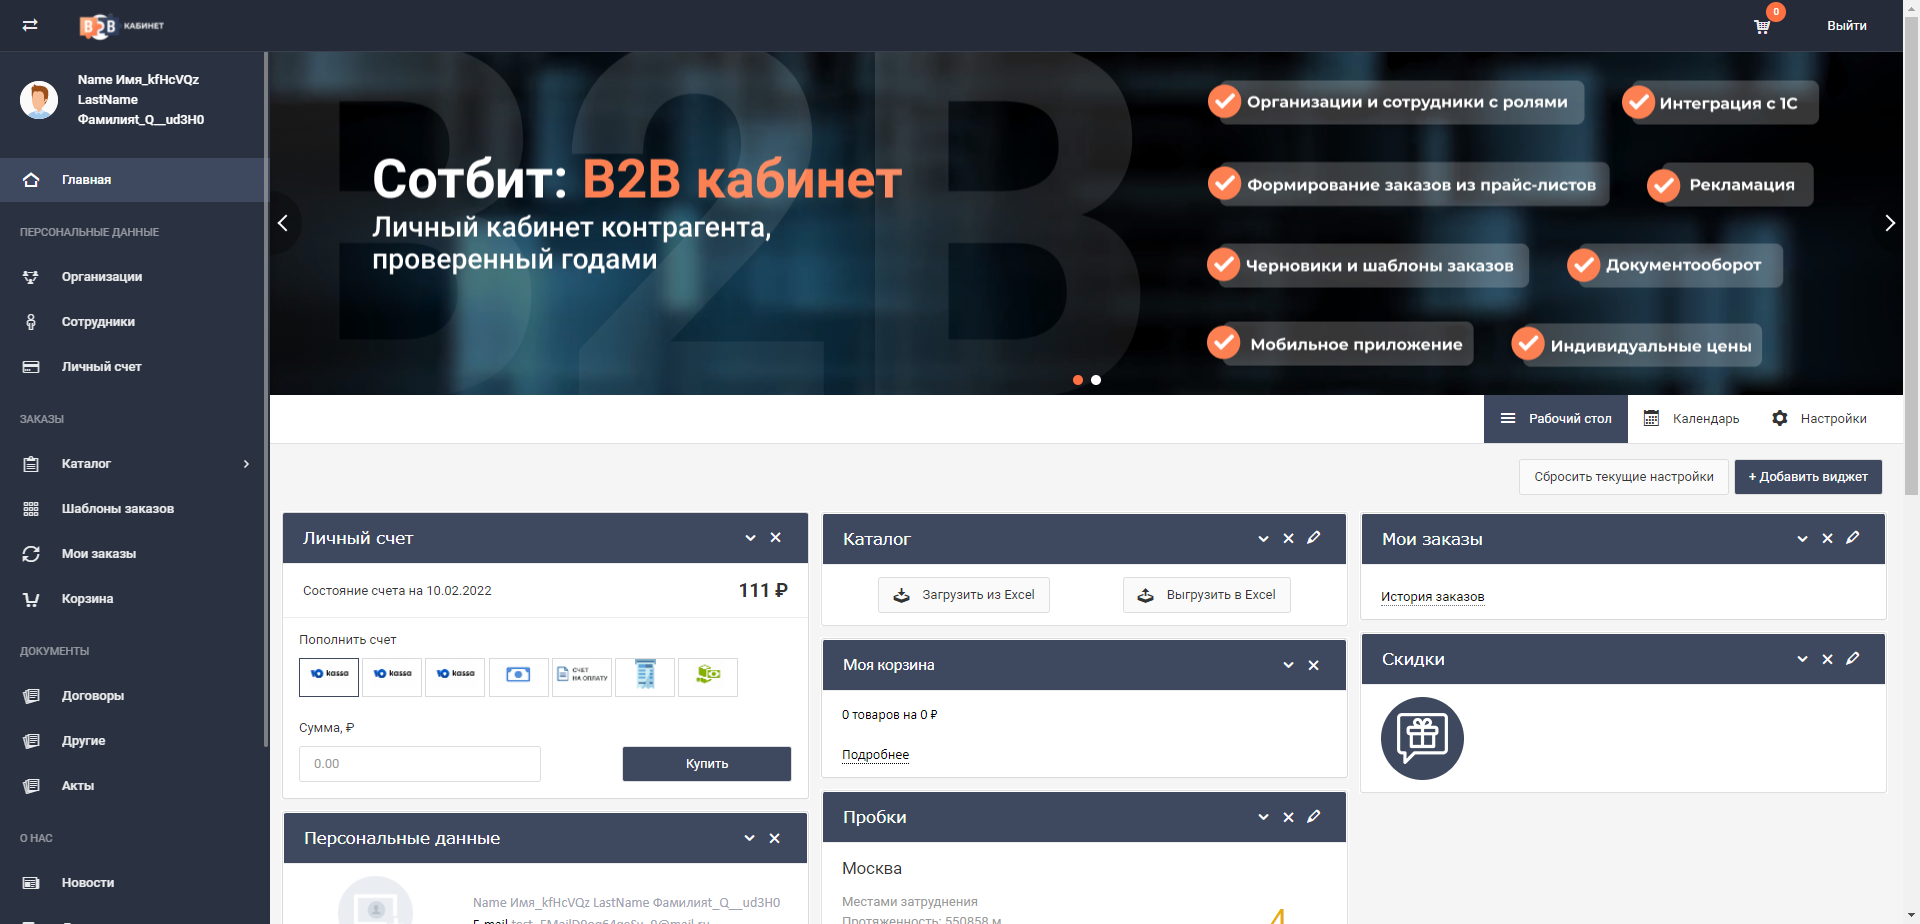 B2B КАБИНЕТ
0
Выйти
Name Имя_kfHcVQz
LastName
Фамилияt_Q__ud3H0
Главная
ПЕРСОНАЛЬНЫЕ ДАННЫЕ
Организации
Сотрудники
Личный счет
ЗАКАЗЫ
Каталог
Шаблоны заказов
Мои заказы
Корзина
ДОКУМЕНТЫ
Договоры
Другие
Акты
О НАС
Новости
B2B
Сотбит: B2B кабинет
Личный кабинет контрагента,
проверенный годами
Организации и сотрудники с ролями
Интеграция с 1С
Формирование заказов из прайс-листов
Рекламация
Черновики и шаблоны заказов
Документооборот
Мобильное приложение
Индивидуальные цены
Рабочий стол
Календарь
Настройки
Сбросить текущие настройки
+ Добавить виджет
Личный счет
Состояние счета на 10.02.2022
111 ₽
Пополнить счет
Ю kassa
Ю kassa
Ю kassa
СЧЕТ
НА ОПЛАТУ
Сумма, ₽
0.00
Купить
Персональные данные
Name Имя_kfHcVQz LastName Фамилияt_Q__ud3H0
Каталог
Загрузить из Excel
Выгрузить в Excel
Моя корзина
0 товаров на 0 ₽
Подробнее
Пробки
Москва
Местами затруднения
Протяженность: 550858 м
4
Мои заказы
История заказов
Скидки